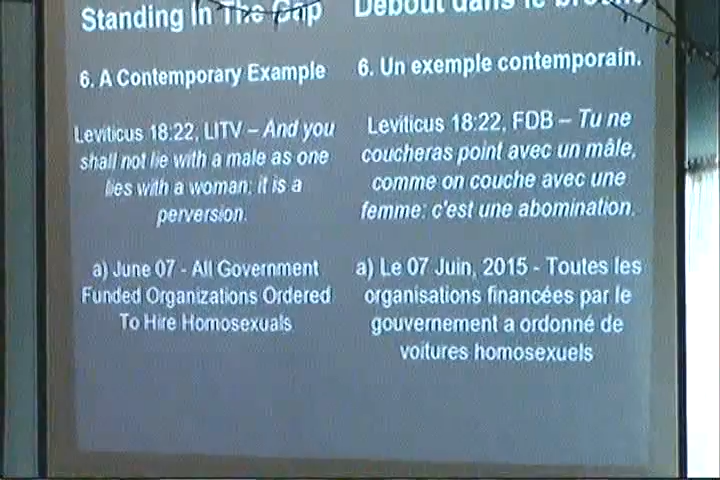 Standing In The Gap
6. A Contemporary Example
Leviticus 18:22, LITV – And you
shall not lie with a male as one
lies with a woman; it is a
perversion.
a) June 07 - All Government
Funded Organizations Ordered
To Hire Homosexuals
Debout dans le
6. Un exemple contemporain.
Leviticus 18:22, FDB – Tu ne
coucheras point avec un mâle,
comme on couche avec une
femme: c'est une abomination.
a) Le 07 Juin, 2015 - Toutes les
organisations financées par le
gouvernement a ordonné de
voitures homosexuels